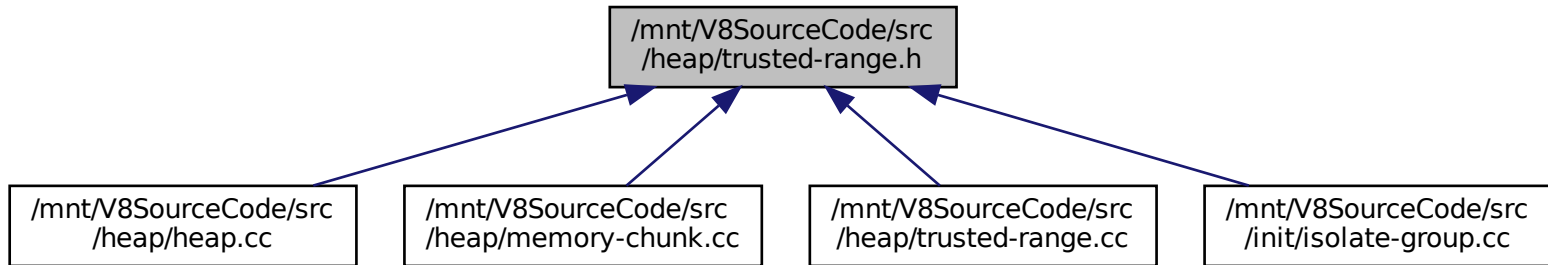 /mnt/V8SourceCode/src
/heap/trusted-range.h
/mnt/V8SourceCode/src
/heap/heap.cc
/mnt/V8SourceCode/src
/heap/memory-chunk.cc
/mnt/V8SourceCode/src
/heap/trusted-range.cc
/mnt/V8SourceCode/src
/init/isolate-group.cc